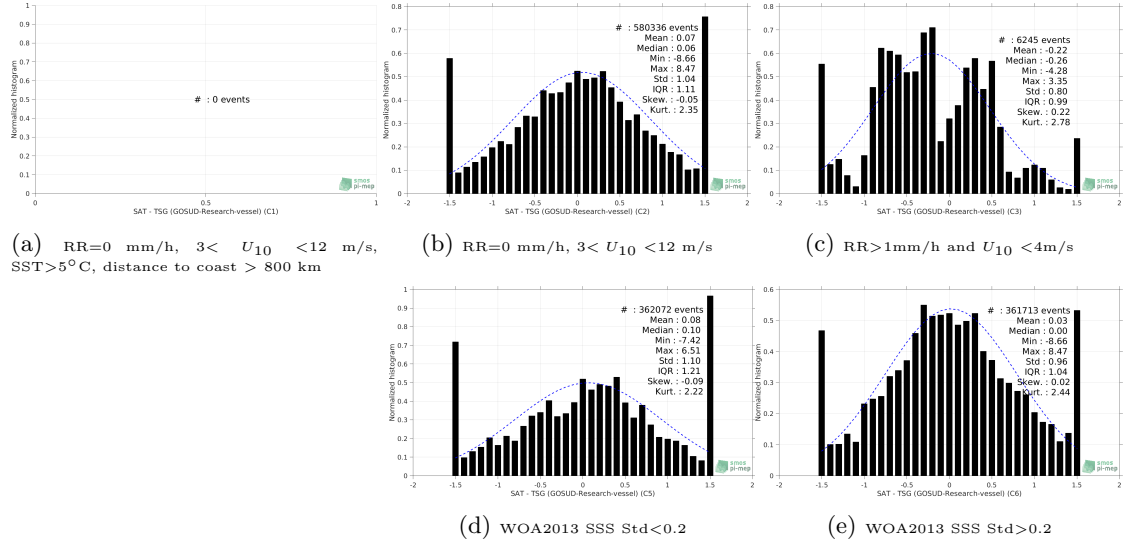 1
0.9
0.8
0.7
0.6
0.5
0.4
0.3
0.2
0.1
0
Normalized histogram
# : 0 events
smos
pi-mep
0 0.5 1
SAT - TSG (GOSUD-Research-vessel) (C1)
(a) RR=0 mm/h, 3< U10 <12 m/s,
SST>5°C, distance to coast > 800 km
0.8
0.7
0.6
0.5
0.4
0.3
0.2
0.1
0
Normalized histogram
# : 580336 events
Mean : 0.07
Median : 0.06
Min : -8.66
Max : 8.47
Std : 1.04
IQR : 1.11
Skew. : -0.05
Kurt. : 2.35
smos
pi-mep
-2 -1.5 -1 -0.5 0 0.5 1 1.5 2
SAT - TSG (GOSUD-Research-vessel) (C2)
(b) RR=0 mm/h, 3< U10 <12 m/s
0.8
0.7
0.6
0.5
0.4
0.3
0.2
0.1
0
Normalized histogram
# : 6245 events
Mean : -0.22
Median : -0.26
Min : -4.28
Max : 3.35
Std : 0.80
IQR : 0.99
Skew. : 0.22
Kurt. : 2.78
smos
pi-mep
-2 -1.5 -1 -0.5 0 0.5 1 1.5 2
SAT - TSG (GOSUD-Research-vessel) (C3)
(c) RR>1mm/h and U10 <4m/s
1
0.9
0.8
0.7
0.6
0.5
0.4
0.3
0.2
0.1
0
Normalized histogram
# : 362072 events
Mean : 0.08
Median : 0.10
Min : -7.42
Max : 6.51
Std : 1.10
IQR : 1.21
Skew. : -0.09
Kurt. : 2.22
smos
pi-mep
-2 -1.5 -1 -0.5 0 0.5 1 1.5 2
SAT - TSG (GOSUD-Research-vessel) (C5)
(d) WOA2013 SSS Std<0.2
0.6
0.5
0.4
0.3
0.2
0.1
0
Normalized histogram
# : 361713 events
Mean : 0.03
Median : 0.00
Min : -8.66
Max : 8.47
Std : 0.96
IQR : 1.04
Skew. : 0.02
Kurt. : 2.44
smos
pi-mep
-2 -1.5 -1 -0.5 0 0.5 1 1.5 2
SAT - TSG (GOSUD-Research-vessel) (C6)
(e) WOA2013 SSS Std>0.2